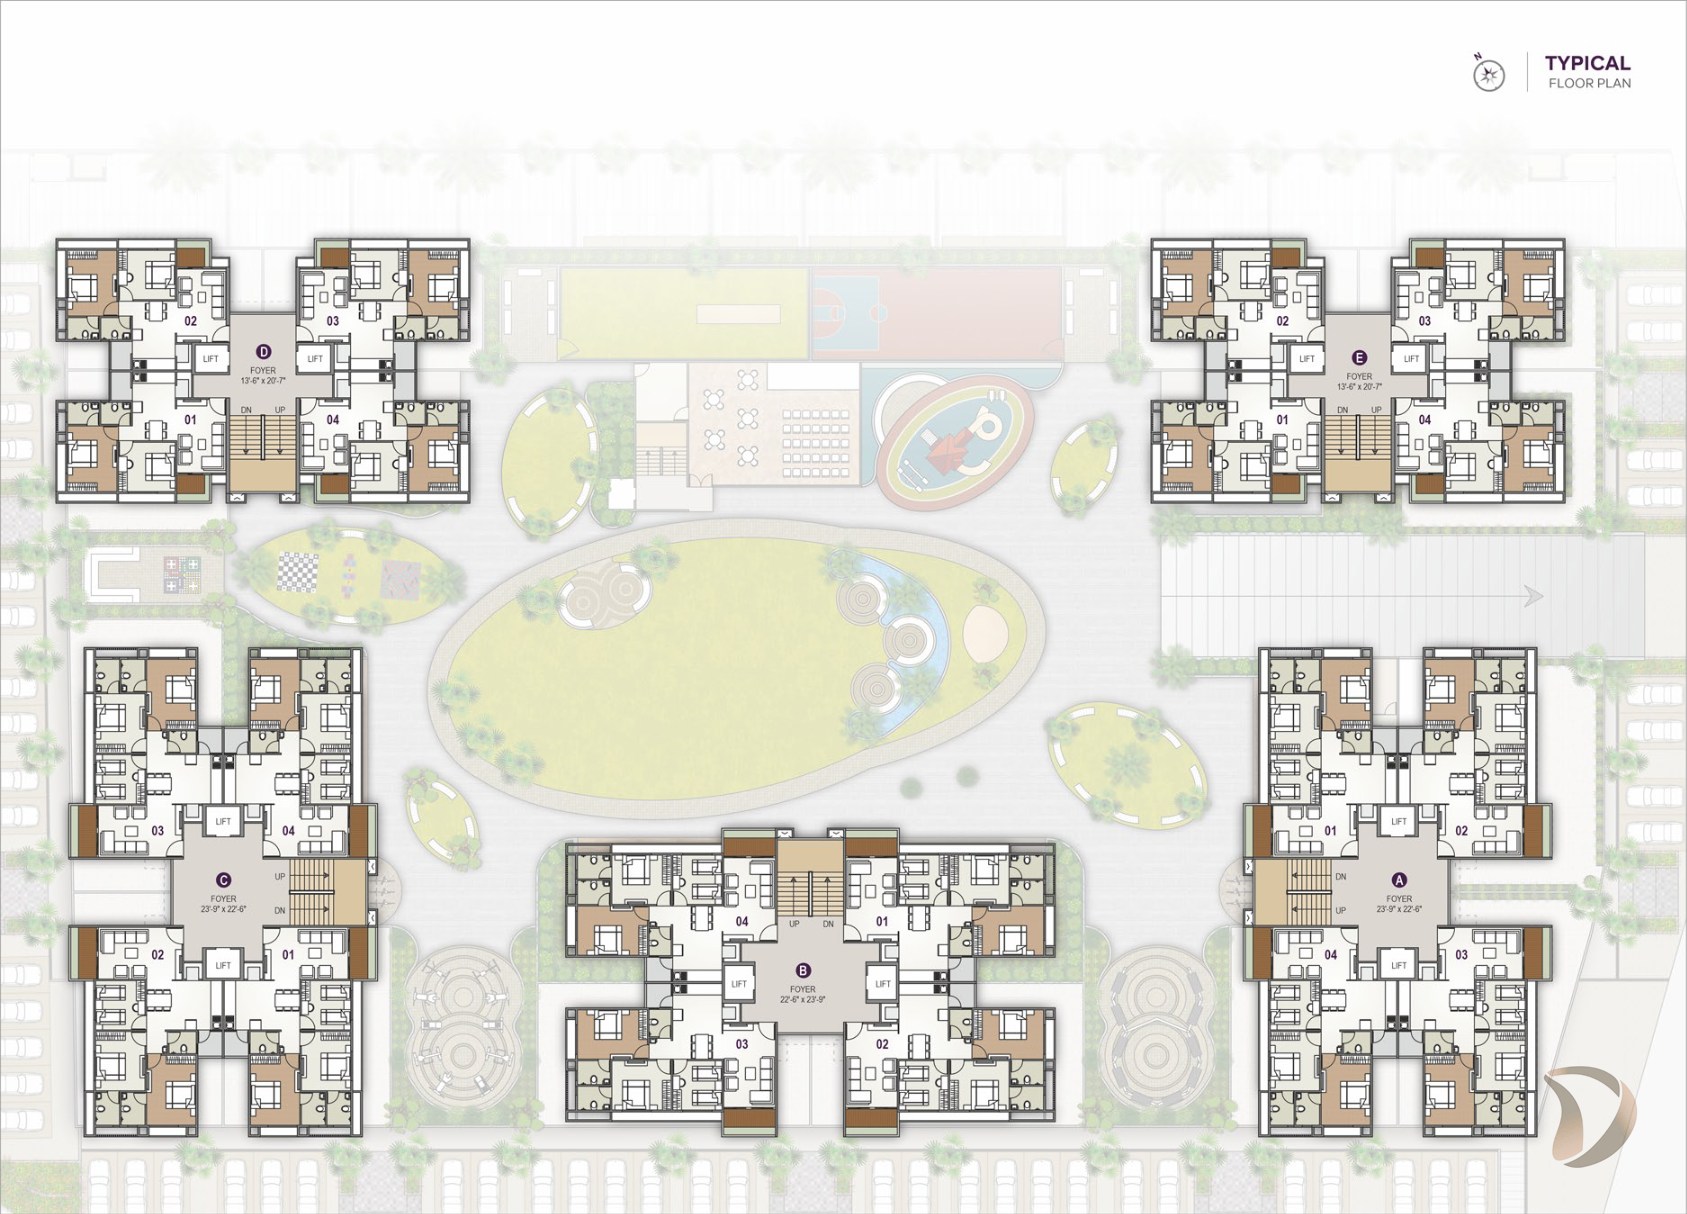 N
TYPICAL
FLOOR PLAN
02
03
LIFT
D
LIFT
FOYER
13'-6" x 20'-7"
DN
UP
01
04
02
03
LIFT
E
LIFT
FOYER
13'-6" x 20'-7"
DN
UP
01
04
03
LIFT
04
C
UP
FOYER
23'-9" x 22'-6"
DN
02
LIFT
01
04
01
UP
DN
B
LIFT
LIFT
FOYER
22'-6" x 23'-9"
03
02
01
LIFT
02
DN
A
FOYER
UP
23'-9" x 22'-6"
04
LIFT
03